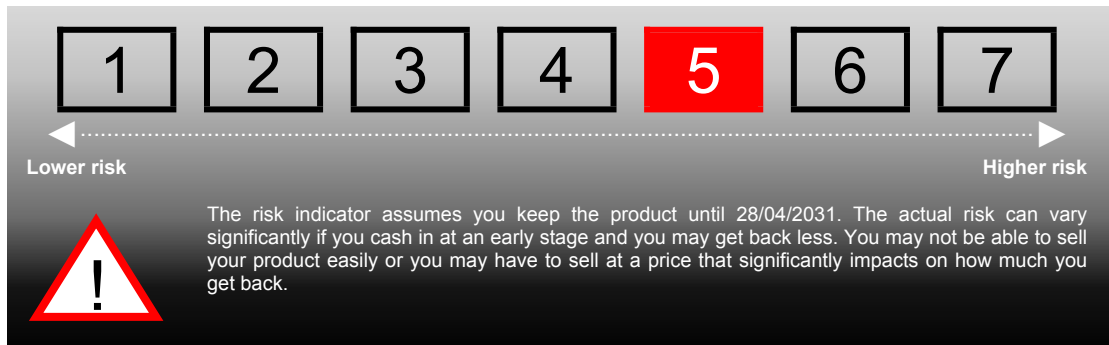 1 2 3 4 5 6 7
Lower risk Higher risk
The risk indicator assumes you keep the product until 28/04/2031. The actual risk can vary
significantly if you cash in at an early stage and you may get back less. You may not be able to sell
your product easily or you may have to sell at a price that significantly impacts on how much you
get back.
!